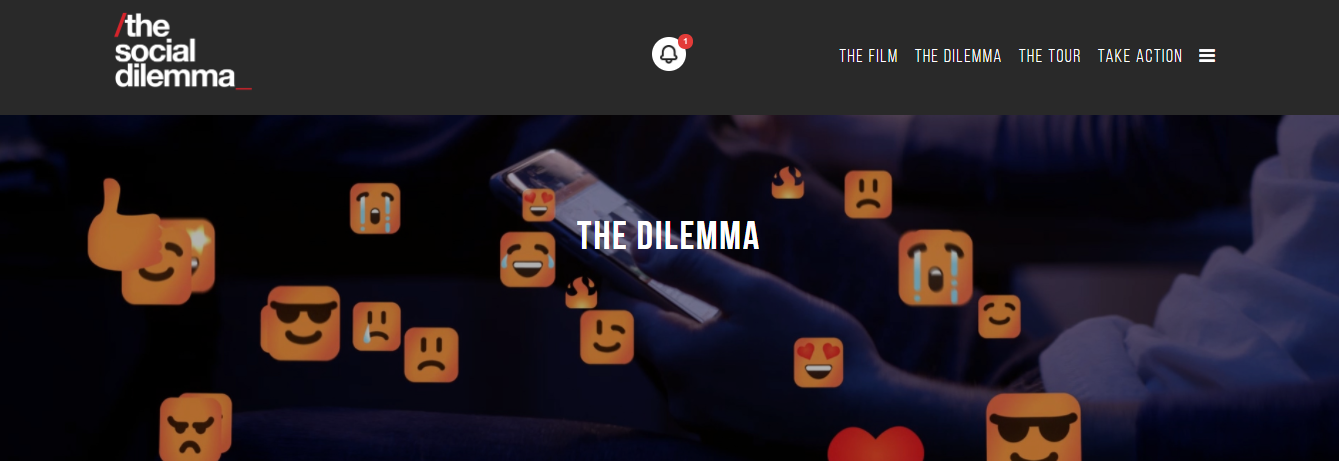 /the
social
dilemma_
1
THE FILM THE DILEMMA THE TOUR TAKE ACTION
THE DILEMMA